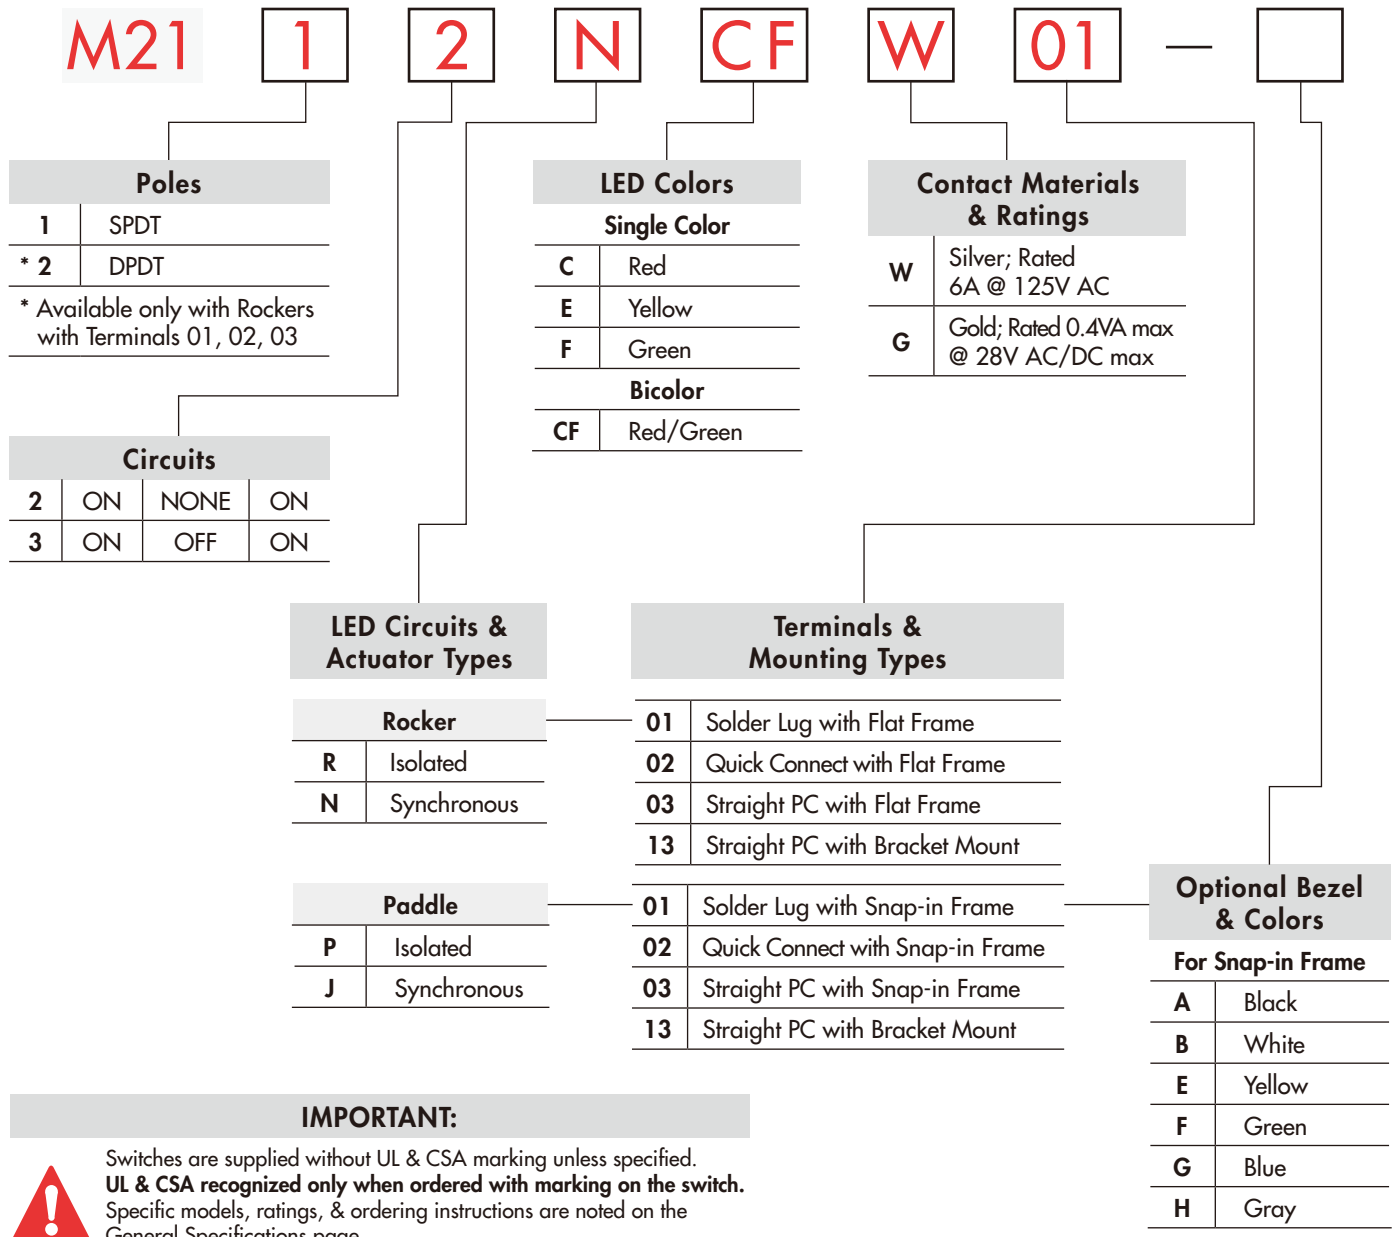 M21 1 2 N CF W 01 —
Poles
1 SPDT
* 2 DPDT
* Available only with Rockers
with Terminals 01, 02, 03
Circuits
2 ON NONE ON
3 ON OFF ON
LED Colors
Single Color
C Red
E Yellow
F Green
Bicolor
CF Red/Green
Contact Materials
& Ratings
W Silver; Rated
6A @ 125V AC
G Gold; Rated 0.4VA max
@ 28V AC/DC max
LED Circuits &
Actuator Types
Rocker
R Isolated
N Synchronous
Paddle
P Isolated
J Synchronous
Terminals &
Mounting Types
01 Solder Lug with Flat Frame
02 Quick Connect with Flat Frame
03 Straight PC with Flat Frame
13 Straight PC with Bracket Mount
01 Solder Lug with Snap-in Frame
02 Quick Connect with Snap-in Frame
03 Straight PC with Snap-in Frame
13 Straight PC with Bracket Mount
Optional Bezel
& Colors
For Snap-in Frame
A Black
B White
E Yellow
F Green
G Blue
H Gray
IMPORTANT:
Switches are supplied without UL & CSA marking unless specified.
UL & CSA recognized only when ordered with marking on the switch.
Specific models, ratings, & ordering instructions are noted on the
General Specifications page